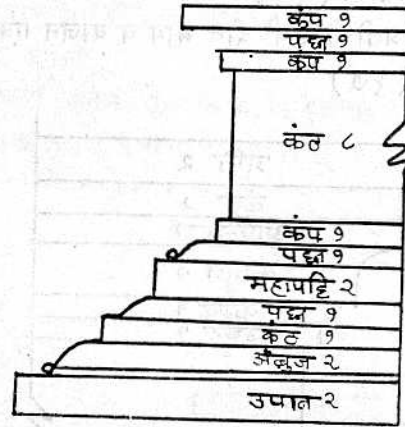 कंप १
पद्म १
कंप १
कंठ ८
कंप १
पद्म १
महापट्टि २
पद्म १
कंठ १
अंबुज २
उपान २